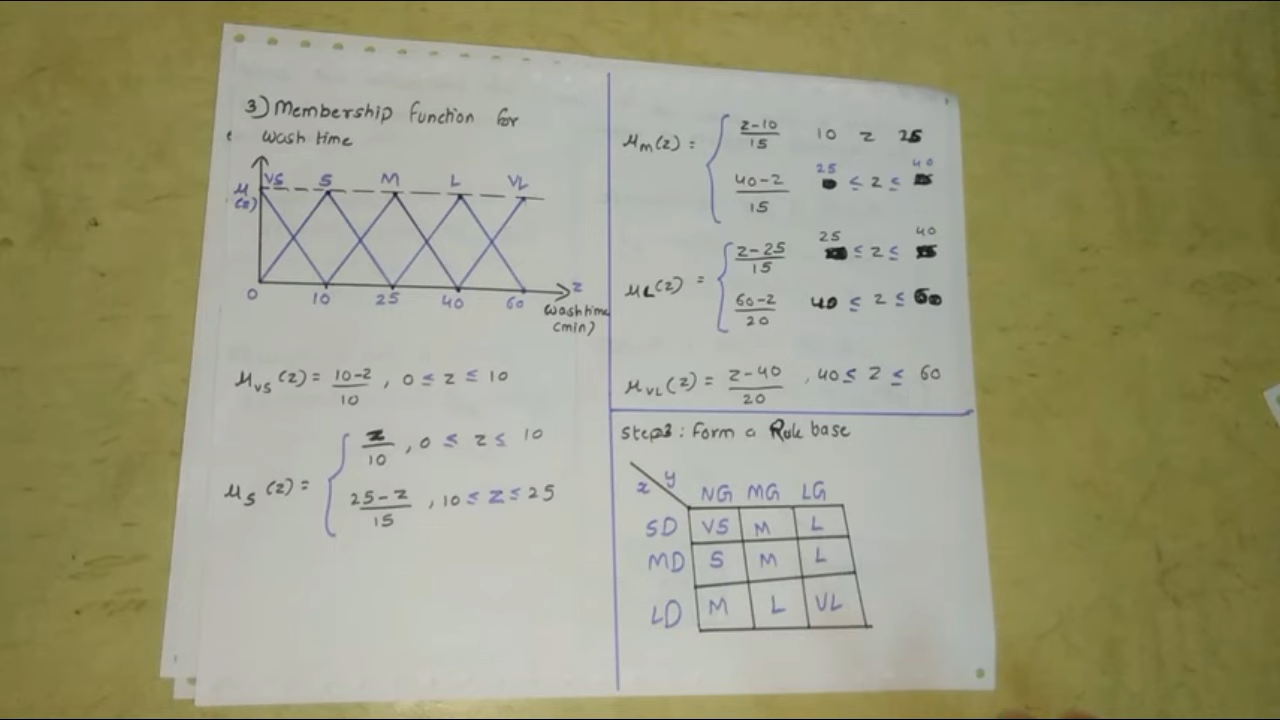 3) Membership Function for
wash time
VS S M L VL
μ
(z)
0 10 25 40 60 z
wash time
(min)
μVS (z) = 10-z/10 , 0 ≤ z ≤ 10
μS (z) = { z/10 , 0 ≤ z ≤ 10
25-z/15 , 10 ≤ z ≤ 25
μM(z) = { z-10/15 10 z 25
40-z/15 25 ≤ z ≤ 40
μL(z) = { z-25/15 25 ≤ z ≤ 40
60-z/20 40 ≤ z ≤ 60
μVL(z) = z-40/20 , 40 ≤ z ≤ 60
Step3: Form a Rule base
x y NG MG LG
SD VS M L
MD S M L
LD M L VL